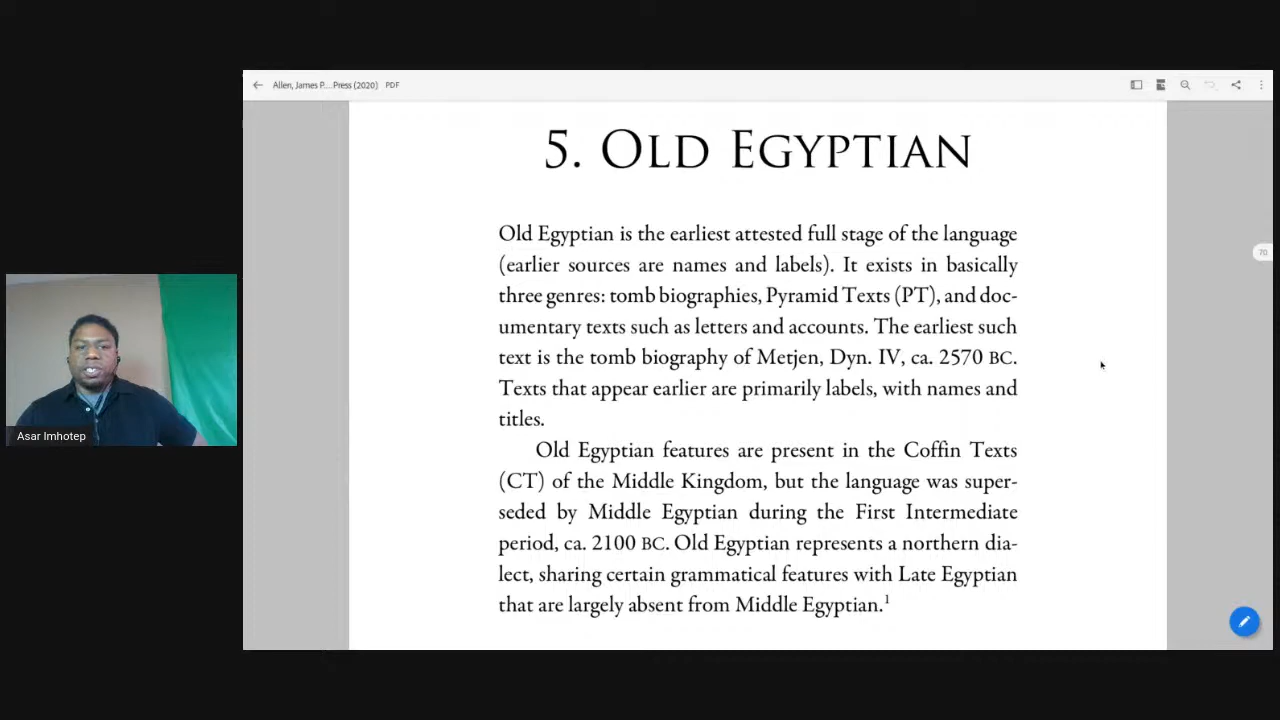 Allen, James P.... Press (2020) PDF
5. OLD EGYPTIAN
Old Egyptian is the earliest attested full stage of the language
(earlier sources are names and labels). It exists in basically
three genres: tomb biographies, Pyramid Texts (PT), and doc-
umentary texts such as letters and accounts. The earliest such
text is the tomb biography of Metjen, Dyn. IV, ca. 2570 BC.
Texts that appear earlier are primarily labels, with names and
titles.
Old Egyptian features are present in the Coffin Texts
(CT) of the Middle Kingdom, but the language was super-
seded by Middle Egyptian during the First Intermediate
period, ca. 2100 BC. Old Egyptian represents a northern dia-
lect, sharing certain grammatical features with Late Egyptian
that are largely absent from Middle Egyptian.1
70
Asar Imhotep